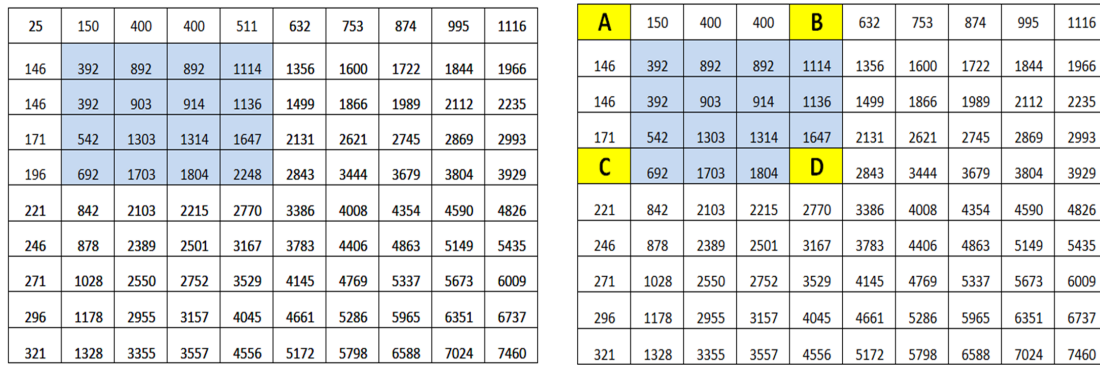 25 150 400 400 511 632 753 874 995 1116
146 392 892 892 1114 1356 1600 1722 1844 1966
146 392 903 914 1136 1499 1866 1989 2112 2235
171 542 1303 1314 1647 2131 2621 2745 2869 2993
196 692 1703 1804 2248 2843 3444 3679 3804 3929
221 842 2103 2215 2770 3386 4008 4354 4590 4826
246 878 2389 2501 3167 3783 4406 4863 5149 5435
271 1028 2550 2752 3529 4145 4769 5337 5673 6009
296 1178 2955 3157 4045 4661 5286 5965 6351 6737
321 1328 3355 3557 4556 5172 5798 6588 7024 7460
A 150 400 400 B 632 753 874 995 1116
146 392 892 892 1114 1356 1600 1722 1844 1966
146 392 903 914 1136 1499 1866 1989 2112 2235
171 542 1303 1314 1647 2131 2621 2745 2869 2993
C 692 1703 1804 D 2843 3444 3679 3804 3929
221 842 2103 2215 2770 3386 4008 4354 4590 4826
246 878 2389 2501 3167 3783 4406 4863 5149 5435
271 1028 2550 2752 3529 4145 4769 5337 5673 6009
296 1178 2955 3157 4045 4661 5286 5965 6351 6737
321 1328 3355 3557 4556 5172 5798 6588 7024 7460